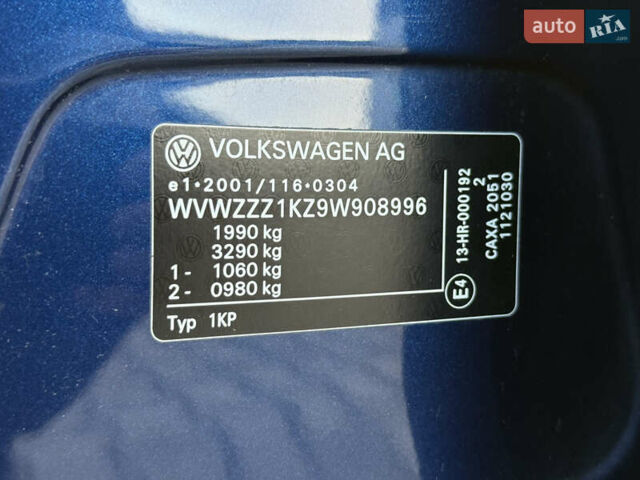 auto RIA
.com
VOLKSWAGEN AG
e1*2001/116*0304
WVWZZZ1KZ9W908996
1990 kg
3290 kg
1- 1060 kg
2- 0980 kg
Typ 1KP
13-HR-000192
2
CAXA 2051
1121030
E4